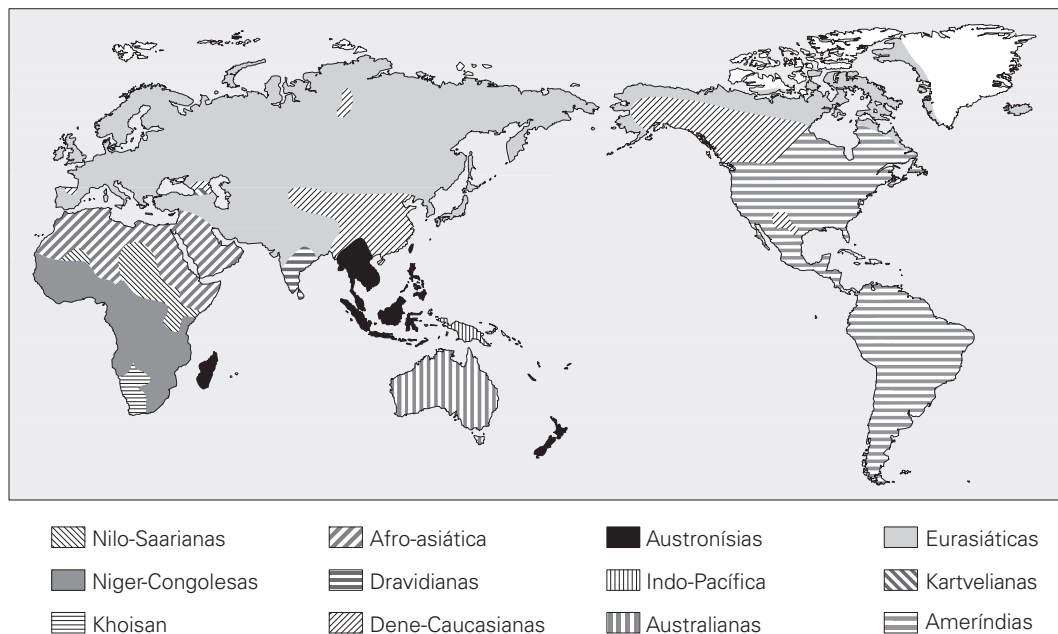 Nilo-Saarianas Afro-asiática Austronísias Eurasiáticas
Niger-Congolesas Dravidianas Indo-Pacífica Kartvelianas
Khoisan Dene-Caucasianas Australianas Ameríndias